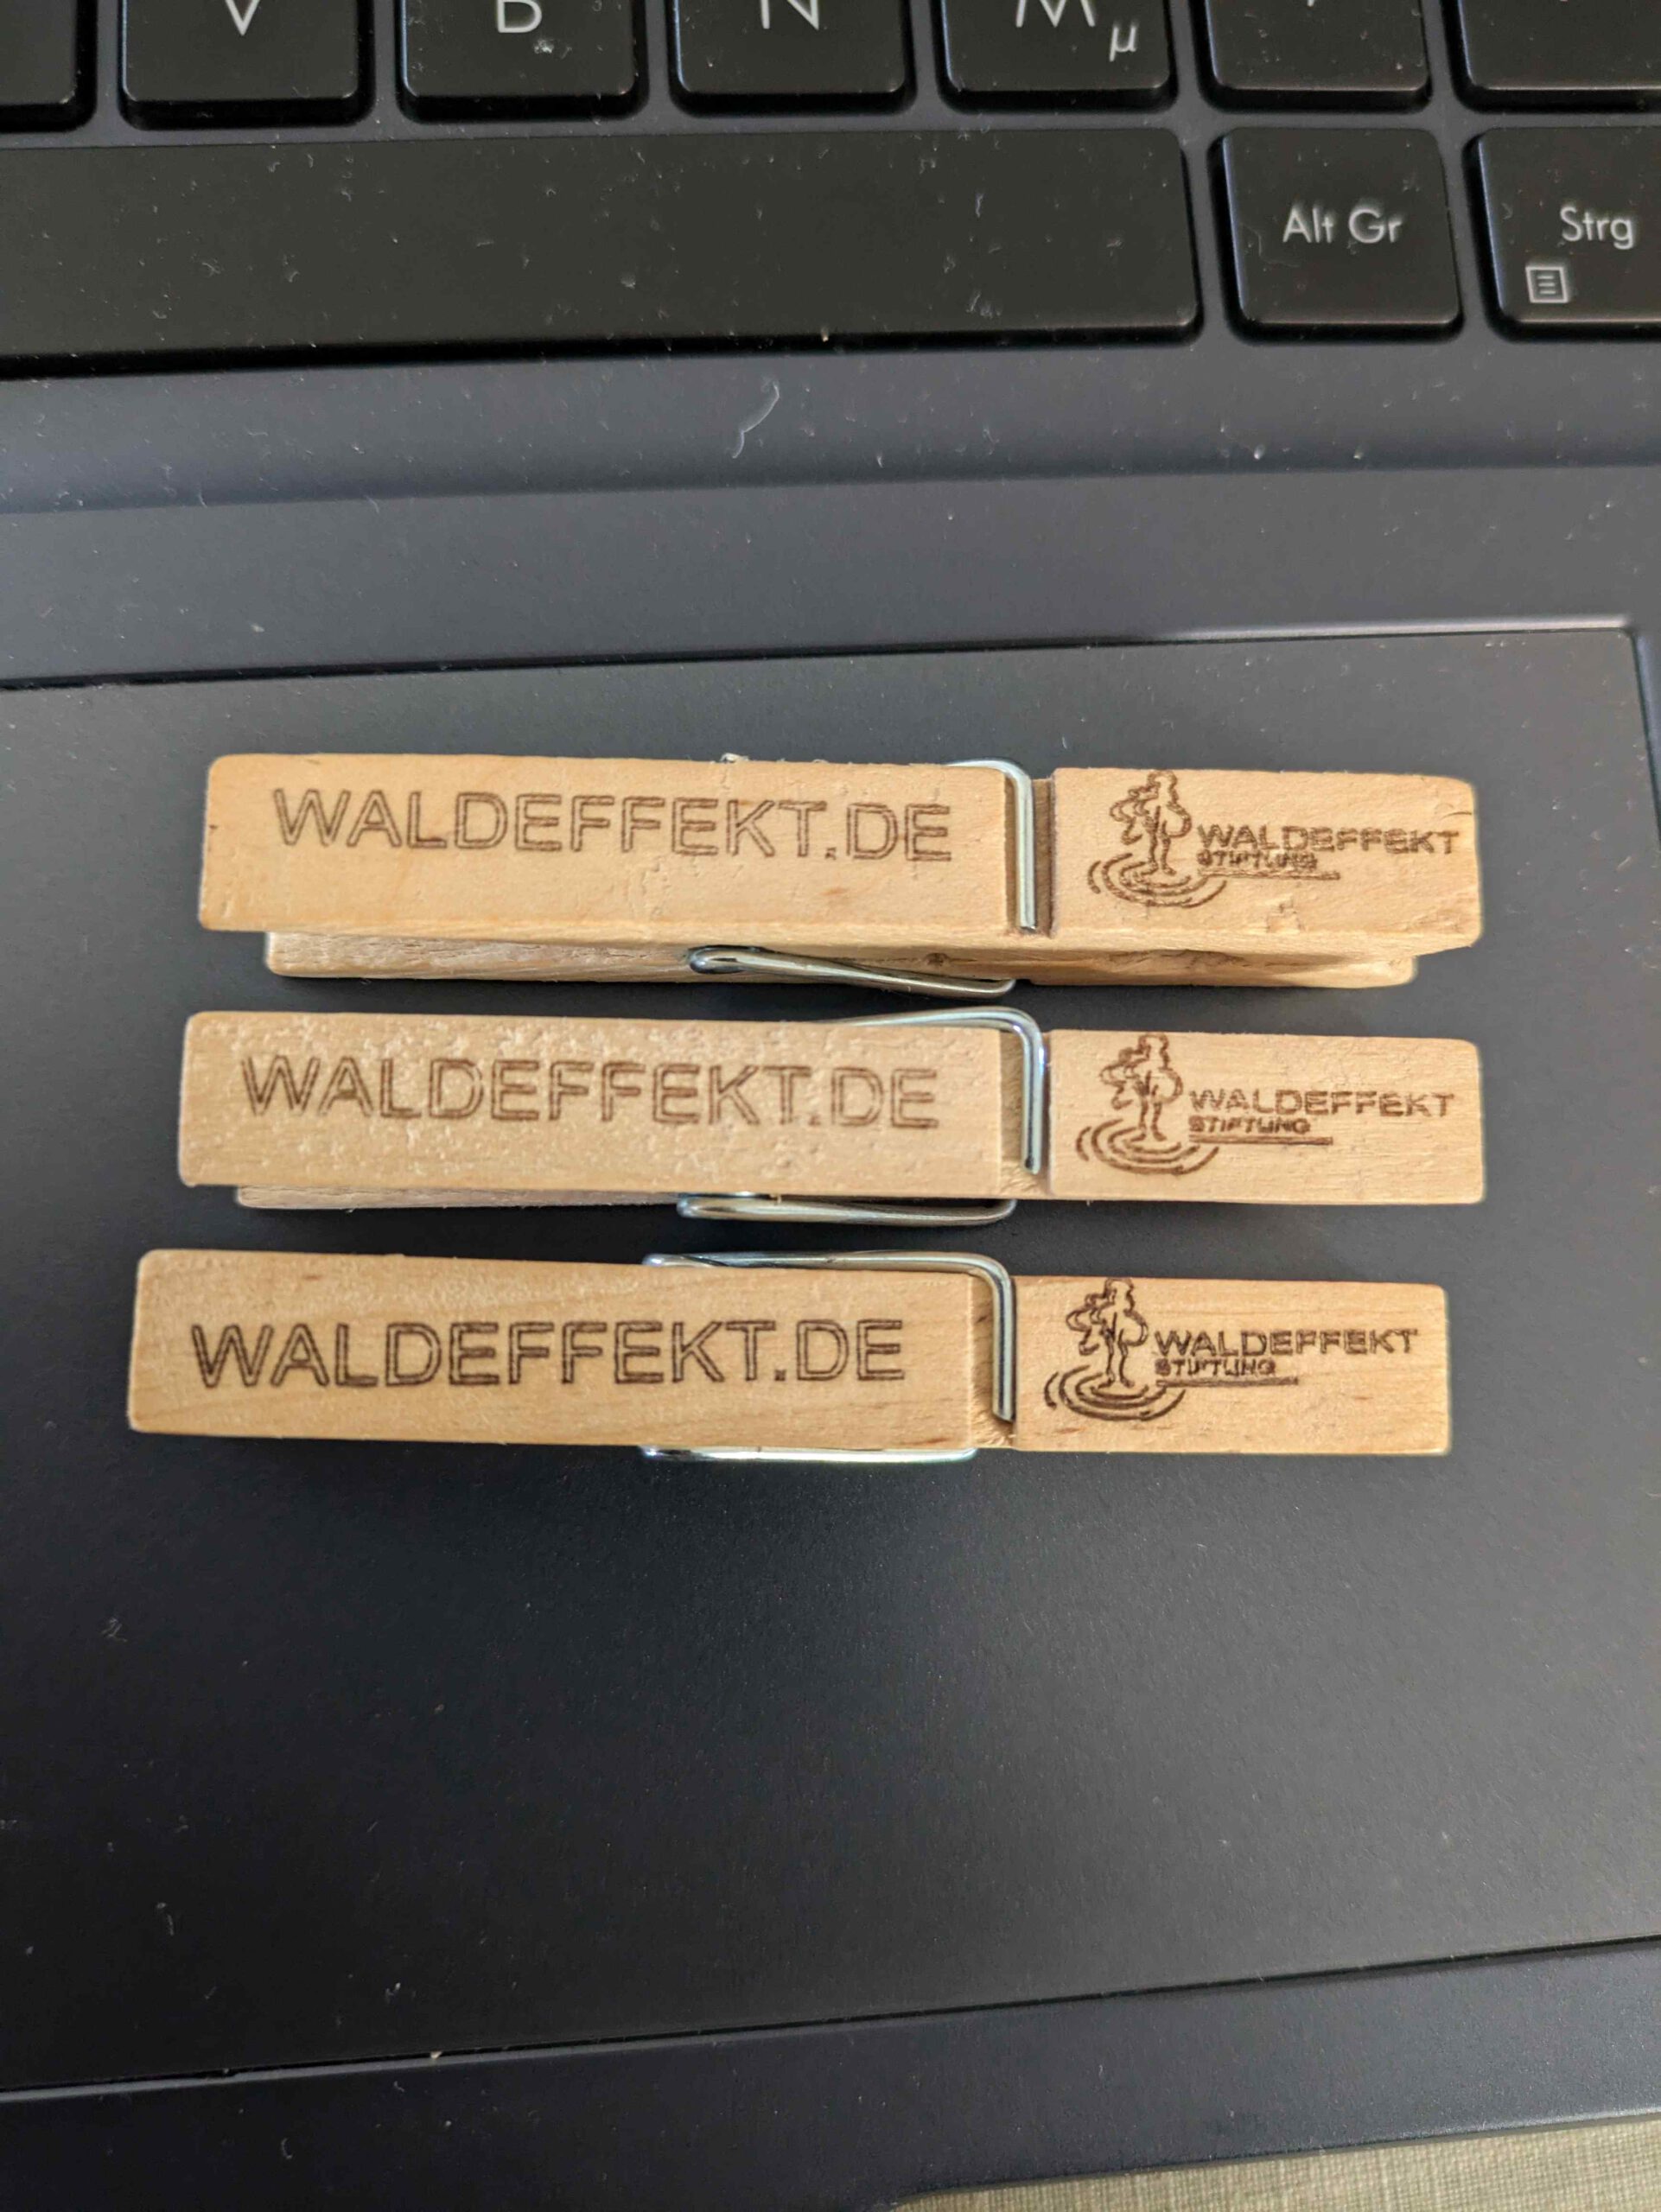 V B N M µ
Alt Gr Strg
WALDEFFEKT.DE
WALDEFFEKT
STIFTUNG
WALDEFFEKT.DE
WALDEFFEKT
STIFTUNG
WALDEFFEKT.DE
WALDEFFEKT
STIFTUNG